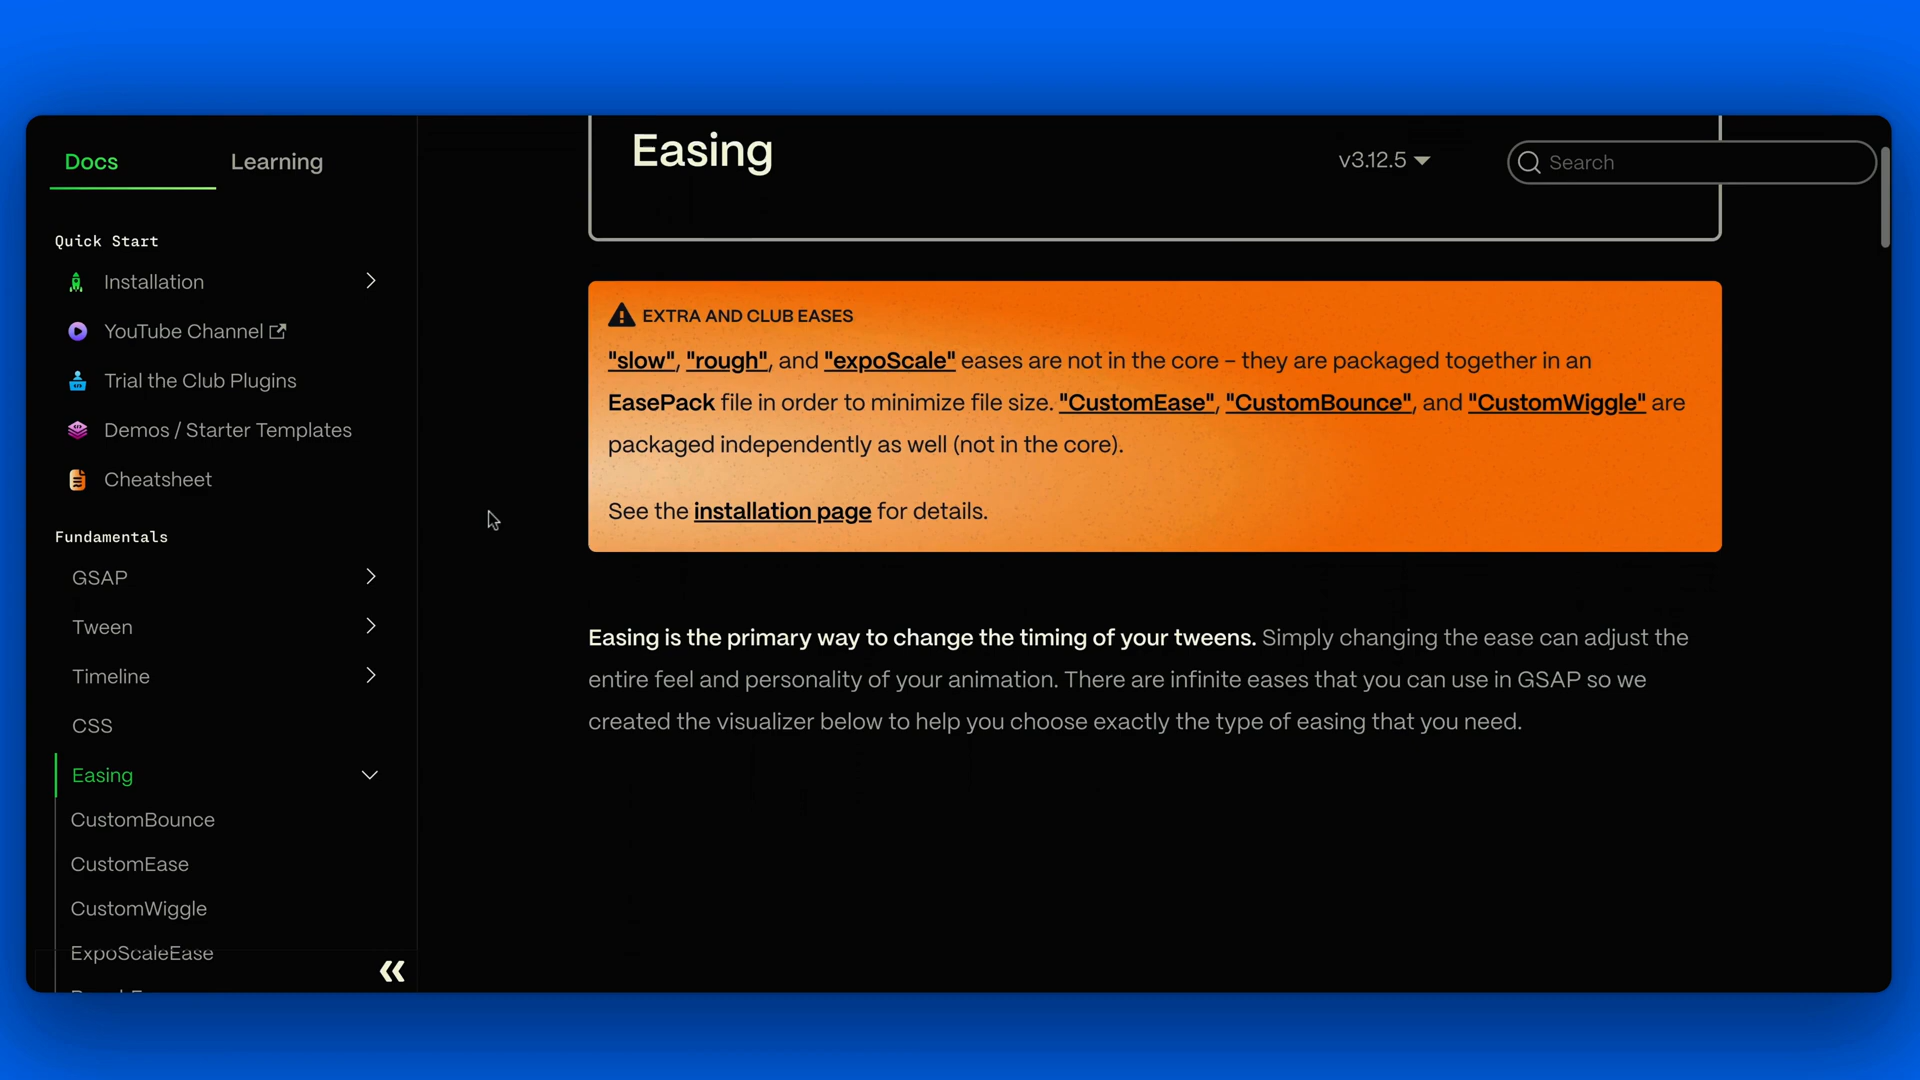 Docs
Learning
Quick Start
Installation
YouTube Channel
Trial the Club Plugins
Demos / Starter Templates
Cheatsheet
Fundamentals
GSAP
Tween
Timeline
CSS
Easing
CustomBounce
CustomEase
CustomWiggle
ExpoScaleEase
Easing
v3.12.5
Search
EXTRA AND CLUB EASES
"slow", "rough", and "expoScale" eases are not in the core – they are packaged together in an
EasePack file in order to minimize file size. "CustomEase", "CustomBounce", and "CustomWiggle" are
packaged independently as well (not in the core).
See the installation page for details.
Easing is the primary way to change the timing of your tweens. Simply changing the ease can adjust the
entire feel and personality of your animation. There are infinite eases that you can use in GSAP so we
created the visualizer below to help you choose exactly the type of easing that you need.